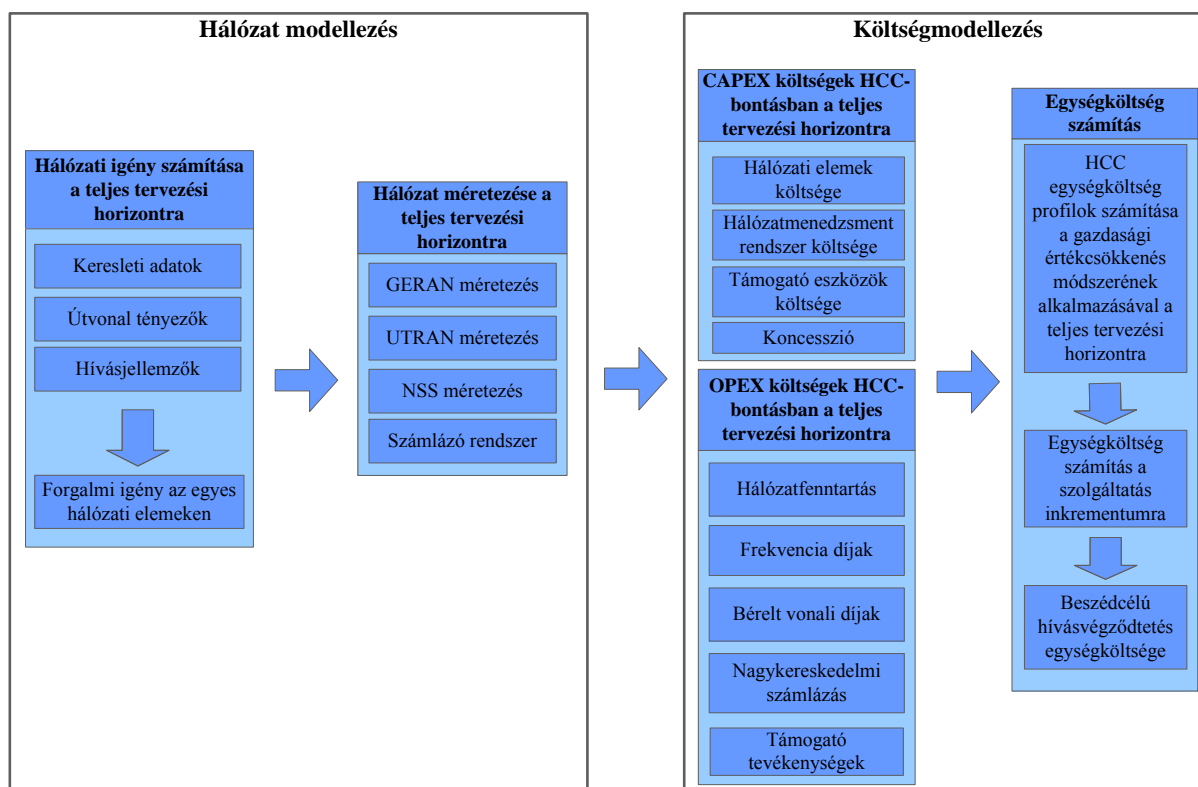 Hálózat modellezés
Hálózati igény számítása
a teljes tervezési
horizontra
Keresleti adatok
Útvonal tényezők
Hívásjellemzők
Forgalmi igény az egyes
hálózati elemeken
Hálózat méretezése a
teljes tervezési
horizontra
GERAN méretezés
UTRAN méretezés
NSS méretezés
Számlázó rendszer
Költségmodellezés
CAPEX költségek HCC-
bontásban a teljes
tervezési horizontra
Hálózati elemek
költsége
Hálózatmenedzsment
rendszer költsége
Támogató eszközök
költsége
Koncesszió
OPEX költségek HCC-
bontásban a teljes
tervezési horizontra
Hálózatfenntartás
Frekvencia díjak
Bérelt vonali díjak
Nagykereskedelmi
számlázás
Támogató
tevékenységek
Egységköltség
számítás
HCC
egységköltség
profilok számítása
a gazdasági
értékcsökkenés
módszerének
alkalmazásával a
teljes tervezési
horizontra
Egységköltség
számítás a
szolgáltatás
inkrementumra
Beszédcélú
hívásvégződtetés
egységköltsége